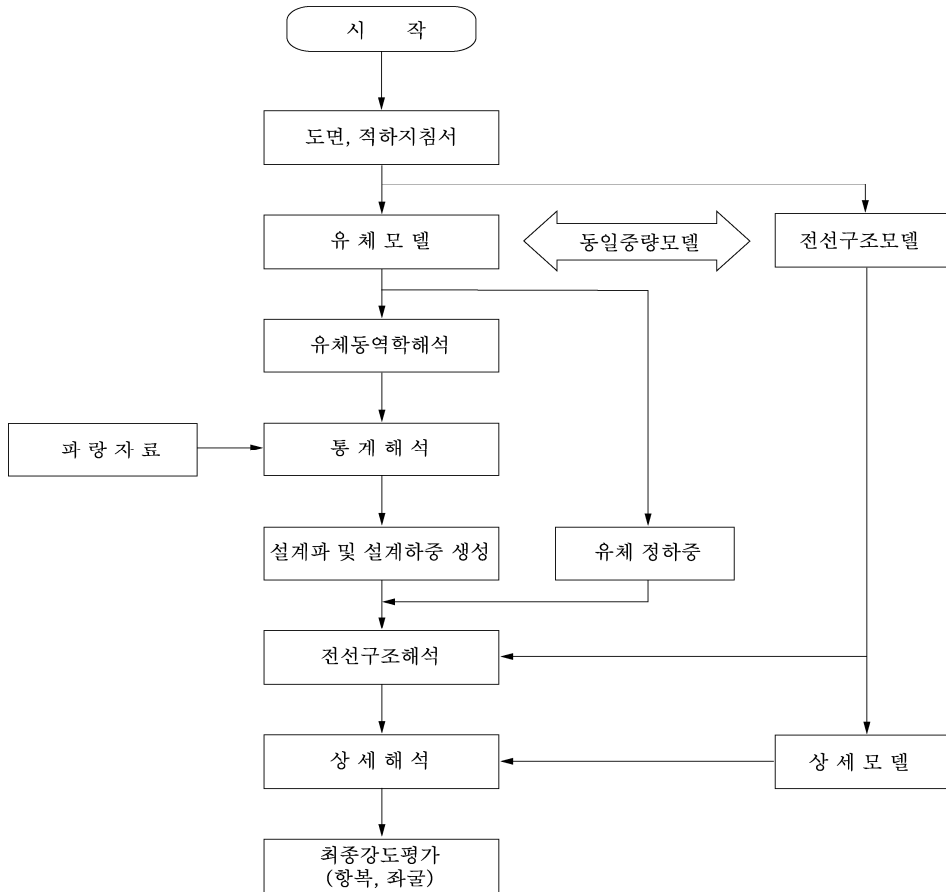 시 작
도면, 적하지침서
유 체 모 델
동일중량모델
전선구조모델
유체동역학해석
파 랑 자 료
통 계 해 석
설계파 및 설계하중 생성
유체 정하중
전선구조해석
상 세 해 석
상 세 모 델
최종강도평가
(항복, 좌굴)